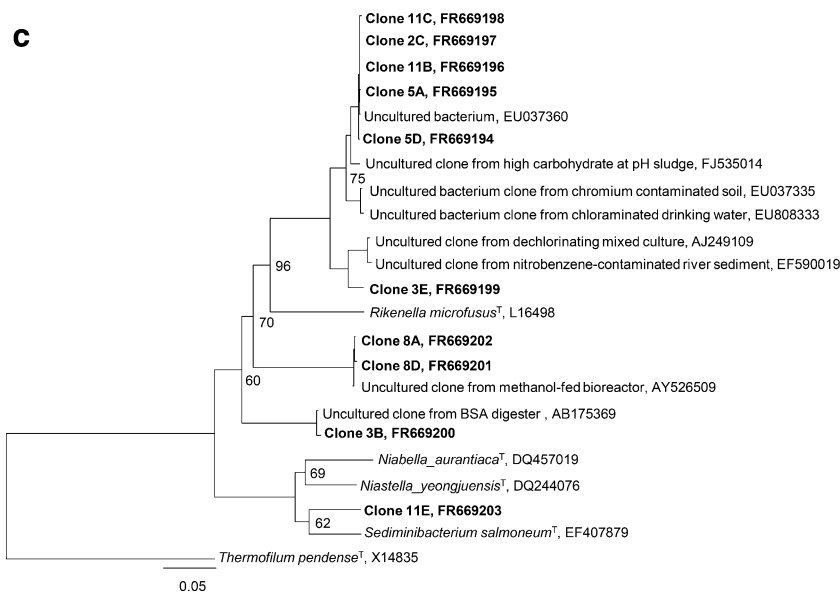 c
Clone 11C, FR669198
Clone 2C, FR669197
Clone 11B, FR669196
Clone 5A, FR669195
Uncultured bacterium, EU037360
Clone 5D, FR669194
Uncultured clone from high carbohydrate at pH sludge, FJ535014
75
Uncultured bacterium clone from chromium contaminated soil, EU037335
Uncultured bacterium clone from chloraminated drinking water, EU808333
Uncultured clone from dechlorinating mixed culture, AJ249109
96
Uncultured clone from nitrobenzene-contaminated river sediment, EF590019
Clone 3E, FR669199
Rikenella microfususᵀ, L16498
70
Clone 8A, FR669202
Clone 8D, FR669201
60
Uncultured clone from methanol-fed bioreactor, AY526509
Uncultured clone from BSA digester , AB175369
Clone 3B, FR669200
Niabella_aurantiacaᵀ, DQ457019
69
Niastella_yeongjuensisᵀ, DQ244076
Clone 11E, FR669203
62
Sediminibacterium salmoneumᵀ, EF407879
Thermofilum pendenseᵀ, X14835
0.05